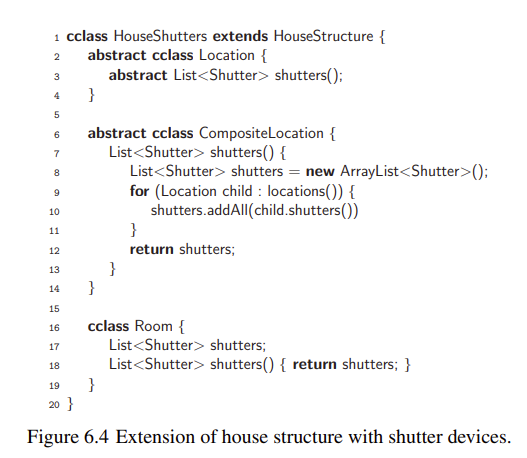 1 cclass HouseShutters extends HouseStructure {
2 abstract cclass Location {
3 abstract List<Shutter> shutters();
4 }
5
6 abstract cclass CompositeLocation {
7 List<Shutter> shutters() {
8 List<Shutter> shutters = new ArrayList<Shutter>();
9 for (Location child : locations()) {
10 shutters.addAll(child.shutters())
11 }
12 return shutters;
13 }
14 }
15
16 cclass Room {
17 List<Shutter> shutters;
18 List<Shutter> shutters() { return shutters; }
19 }
20 }
Figure 6.4 Extension of house structure with shutter devices.